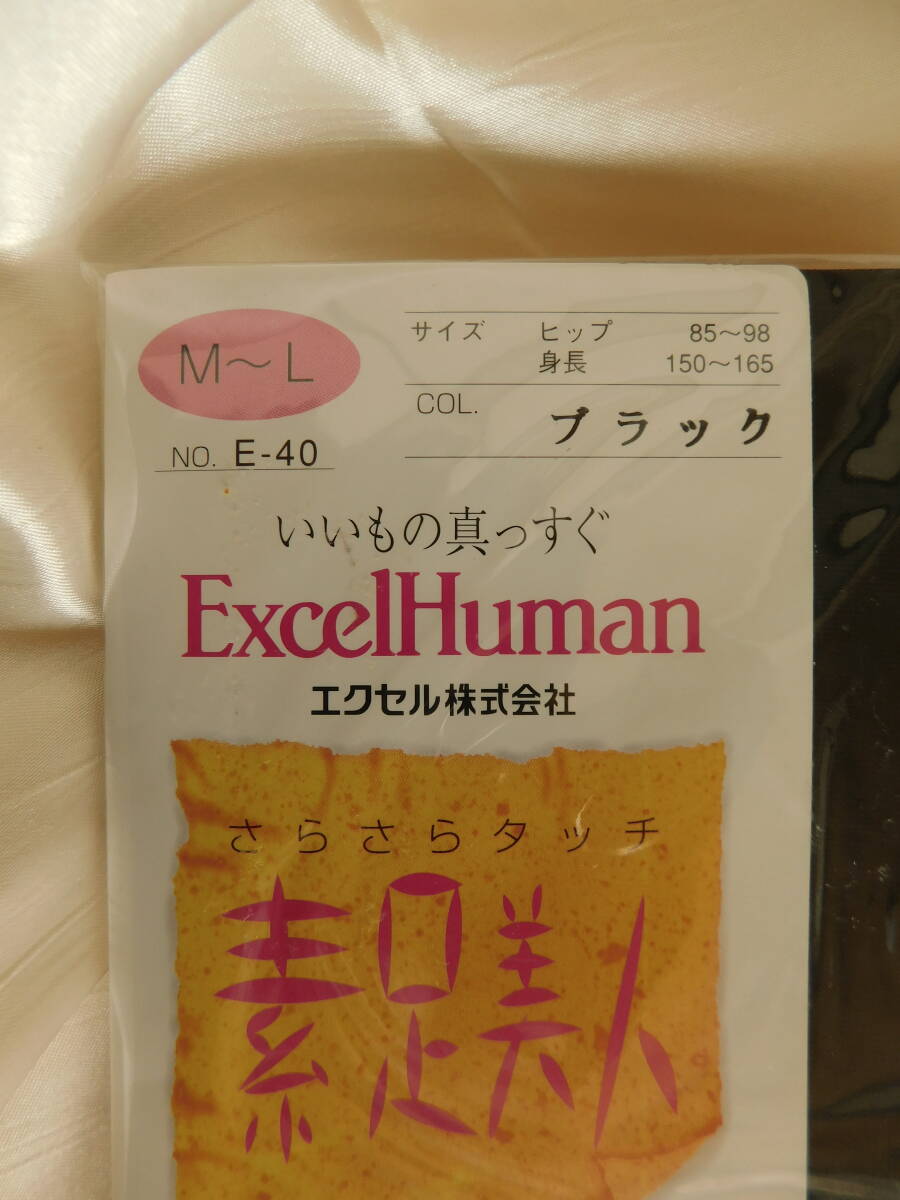 M～L
NO. E-40
サイズ ヒップ 85～98
身長 150～165
COL. ブラック
いいもの真っすぐ
ExcelHuman
エクセル株式会社
さらさらタッチ
素足美人